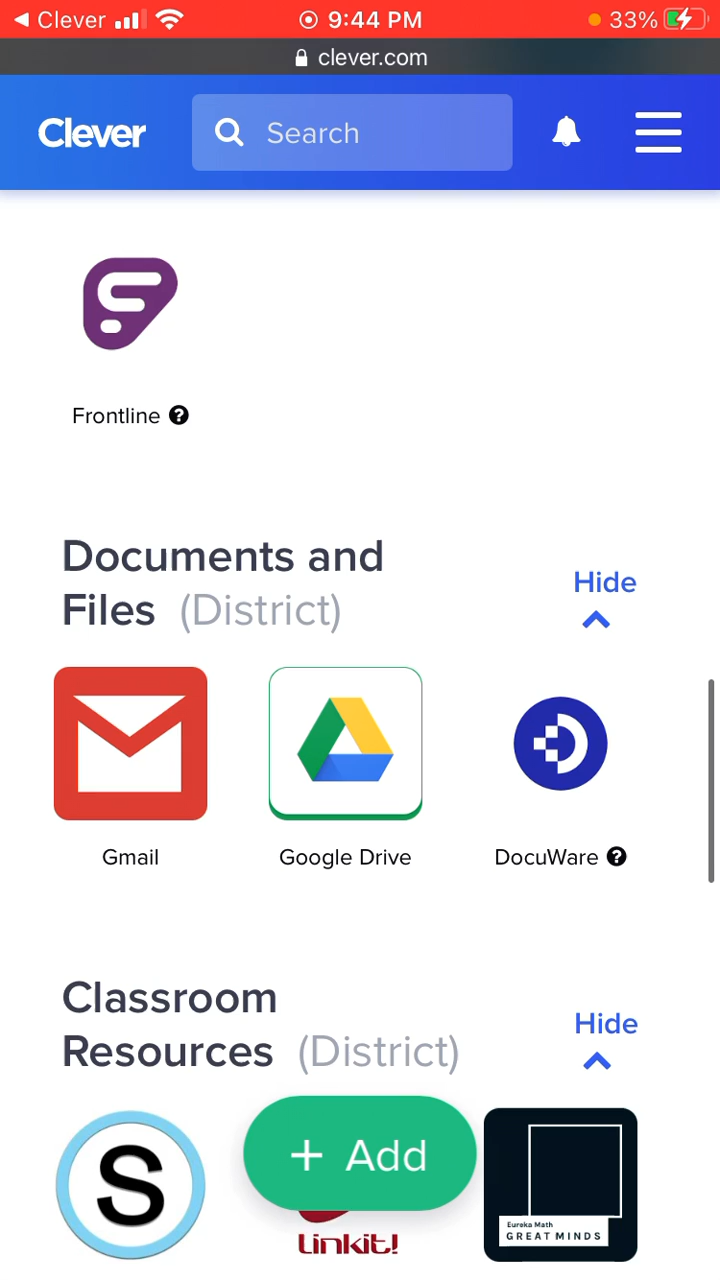 Clever 9:44 PM 33%
clever.com
Clever Search
Frontline ?
Documents and
Files (District)
Hide
Gmail Google Drive DocuWare ?
Classroom
Resources (District)
Hide
+ Add
S
Linkit!
Eureka Math
GREAT MINDS